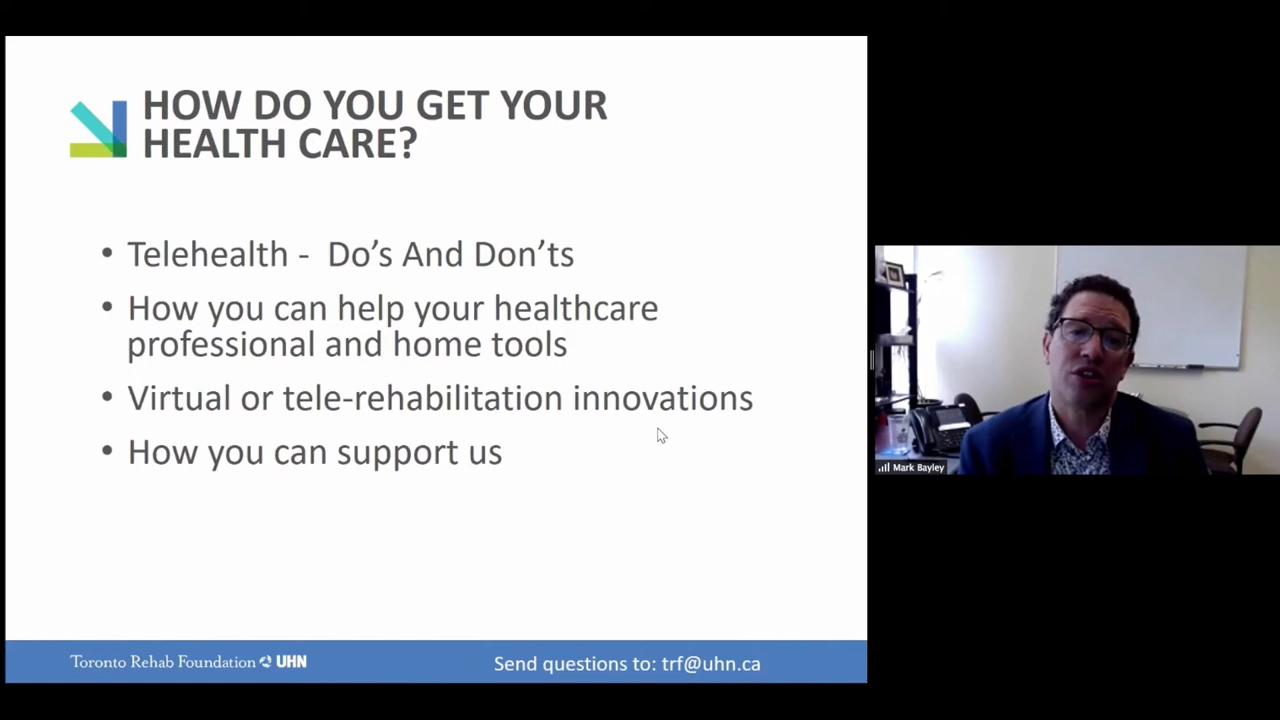 HOW DO YOU GET YOUR
HEALTH CARE?
• Telehealth - Do's And Don'ts
• How you can help your healthcare
professional and home tools
• Virtual or tele-rehabilitation innovations
• How you can support us
Toronto Rehab Foundation UHN
Send questions to: trf@uhn.ca
Mark Bayley